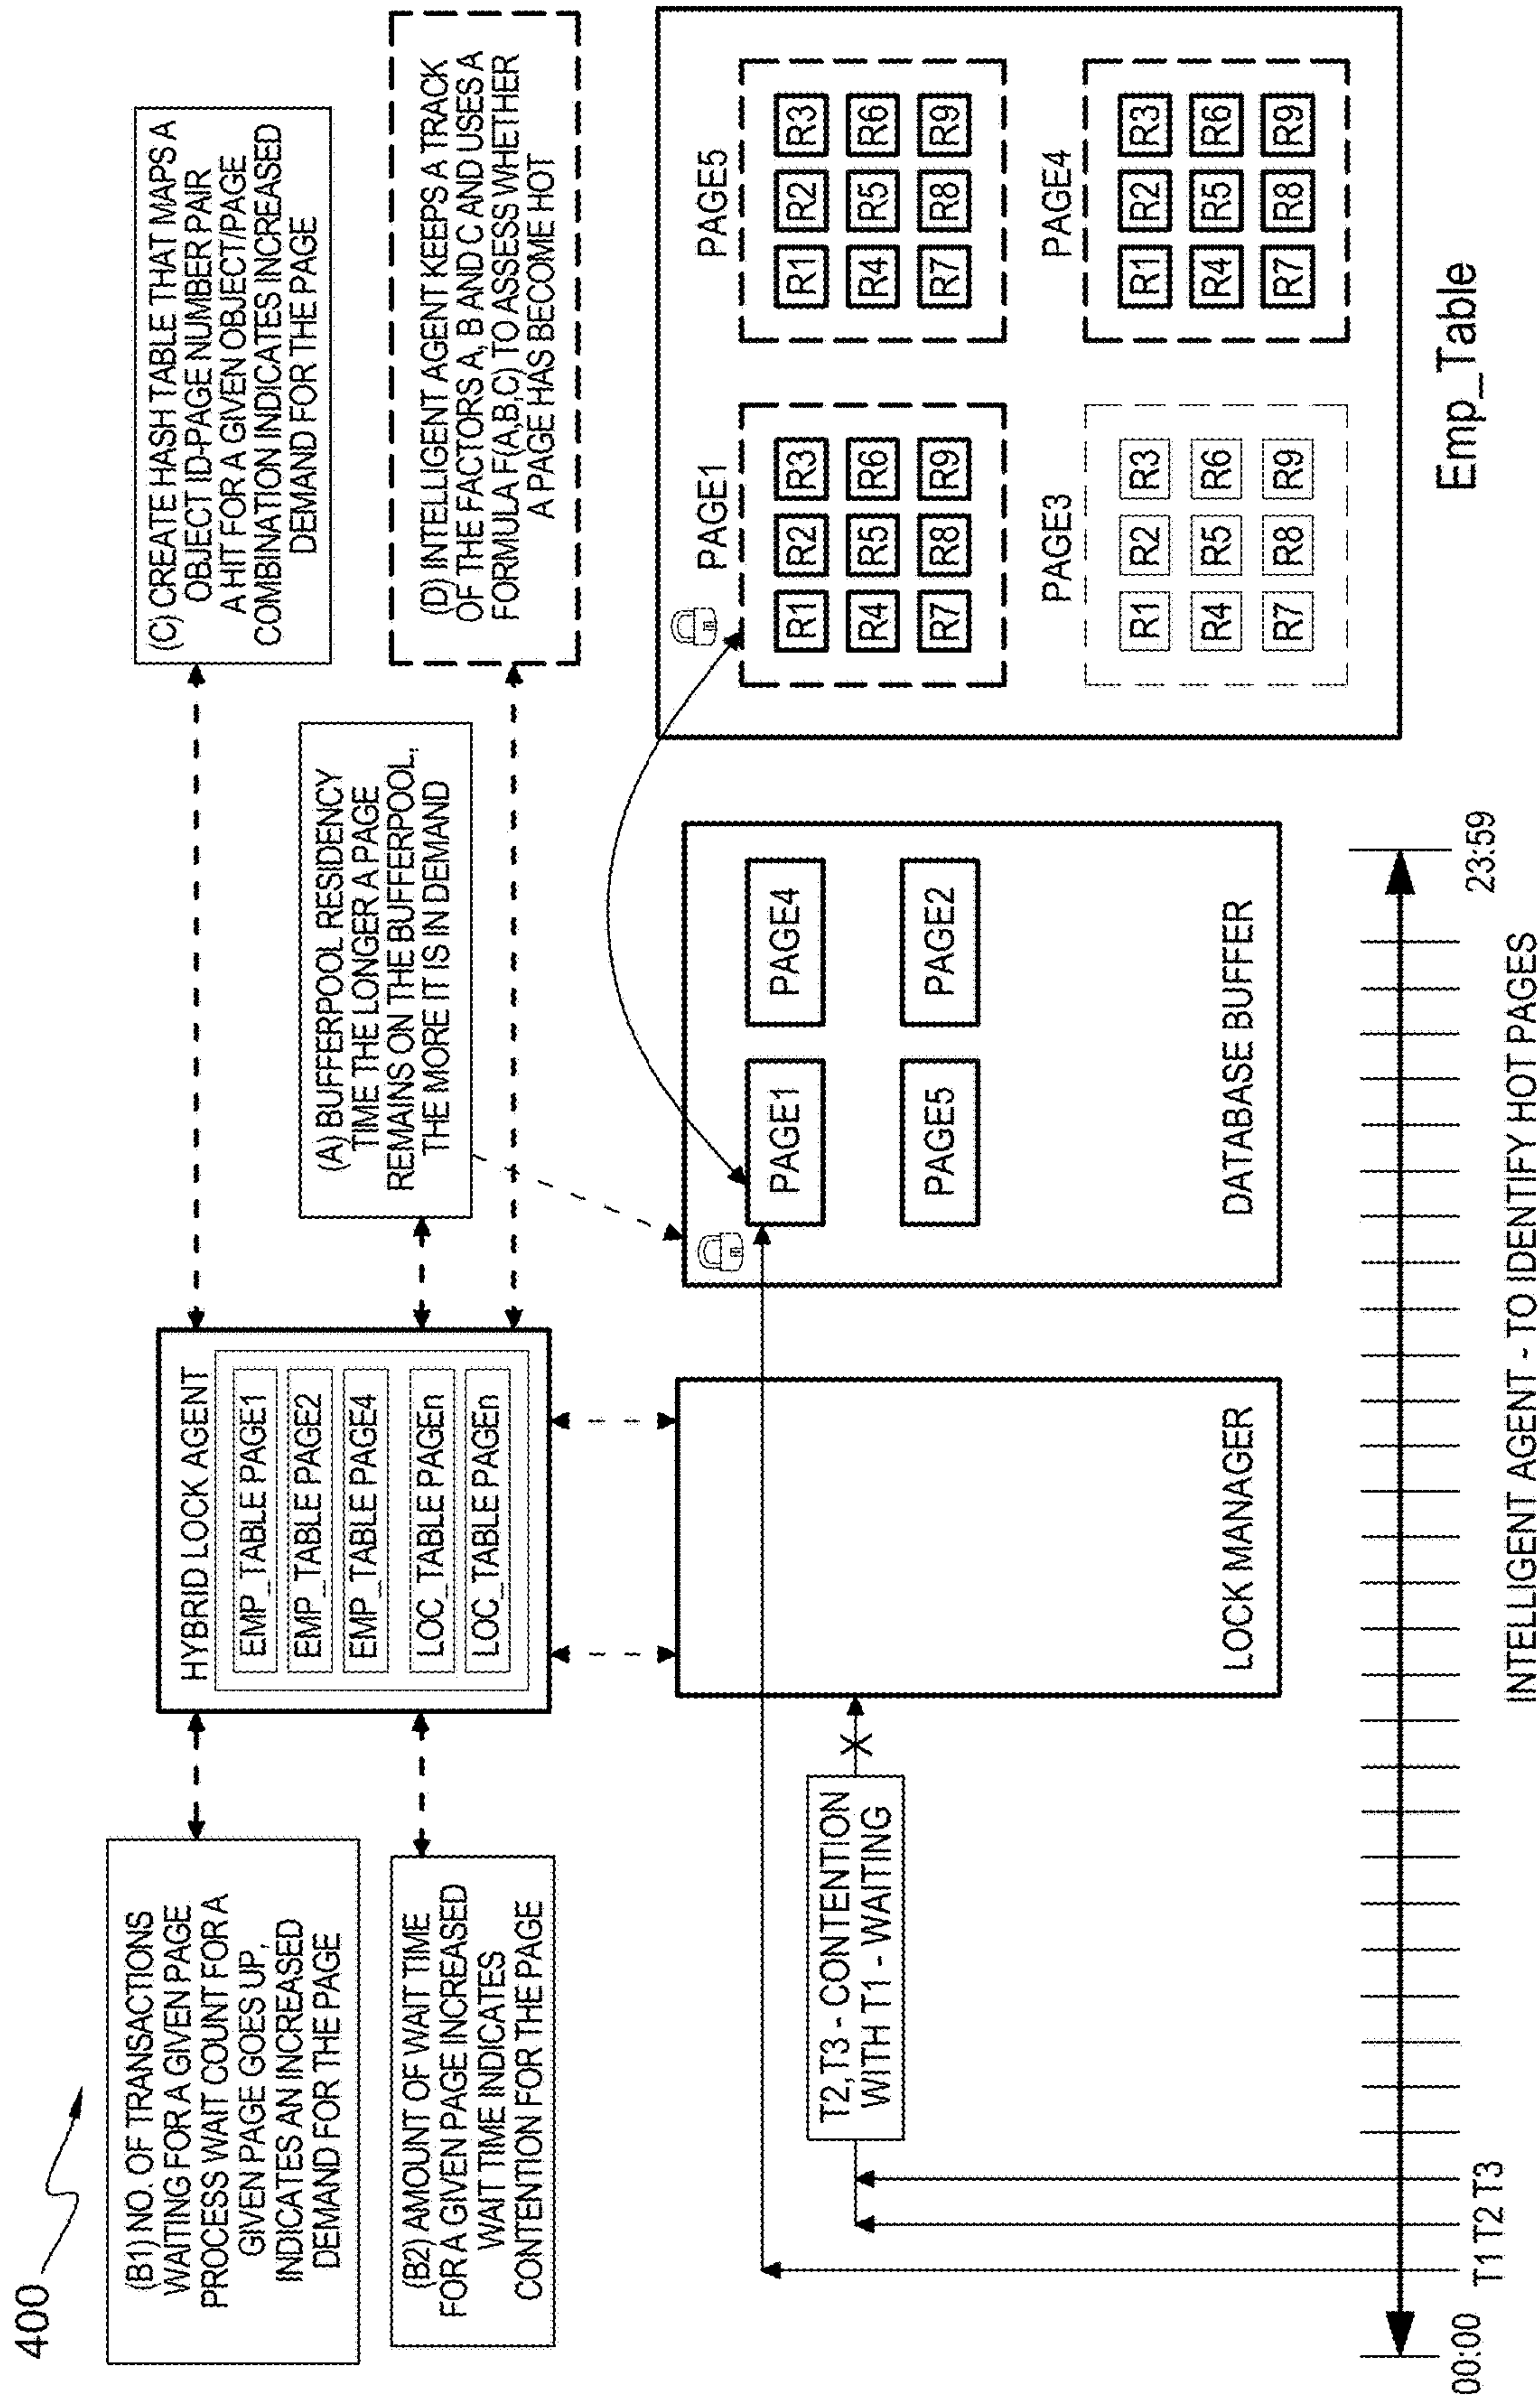 400
(B1) NO. OF TRANSACTIONS
WAITING FOR A GIVEN PAGE
PROCESS WAIT COUNT FOR A
GIVEN PAGE GOES UP,
INDICATES AN INCREASED
DEMAND FOR THE PAGE
(B2) AMOUNT OF WAIT TIME
FOR A GIVEN PAGE INCREASED
WAIT TIME INDICATES
CONTENTION FOR THE PAGE
HYBRID LOCK AGENT
EMP_TABLE PAGE1
EMP_TABLE PAGE2
EMP_TABLE PAGE4
LOC_TABLE PAGEn
LOC_TABLE PAGEn
(C) CREATE HASH TABLE THAT MAPS A
OBJECT ID-PAGE NUMBER PAIR
A HIT FOR A GIVEN OBJECT/PAGE
COMBINATION INDICATES INCREASED
DEMAND FOR THE PAGE
(A) BUFFERPOOL RESIDENCY
TIME THE LONGER A PAGE
REMAINS ON THE BUFFERPOOL,
THE MORE IT IS IN DEMAND
(D) INTELLIGENT AGENT KEEPS A TRACK
OF THE FACTORS A, B AND C AND USES A
FORMULA F(A,B,C) TO ASSESS WHETHER
A PAGE HAS BECOME HOT
T2,T3 - CONTENTION
WITH T1 - WAITING
LOCK MANAGER
PAGE1
PAGE4
PAGE5
PAGE2
DATABASE BUFFER
PAGE1
R1 R2 R3
R4 R5 R6
R7 R8 R9
PAGE5
R1 R2 R3
R4 R5 R6
R7 R8 R9
PAGE3
R1 R2 R3
R4 R5 R6
R7 R8 R9
PAGE4
R1 R2 R3
R4 R5 R6
R7 R8 R9
Emp_Table
00:00
T1 T2 T3
23:59
INTELLIGENT AGENT - TO IDENTIFY HOT PAGES